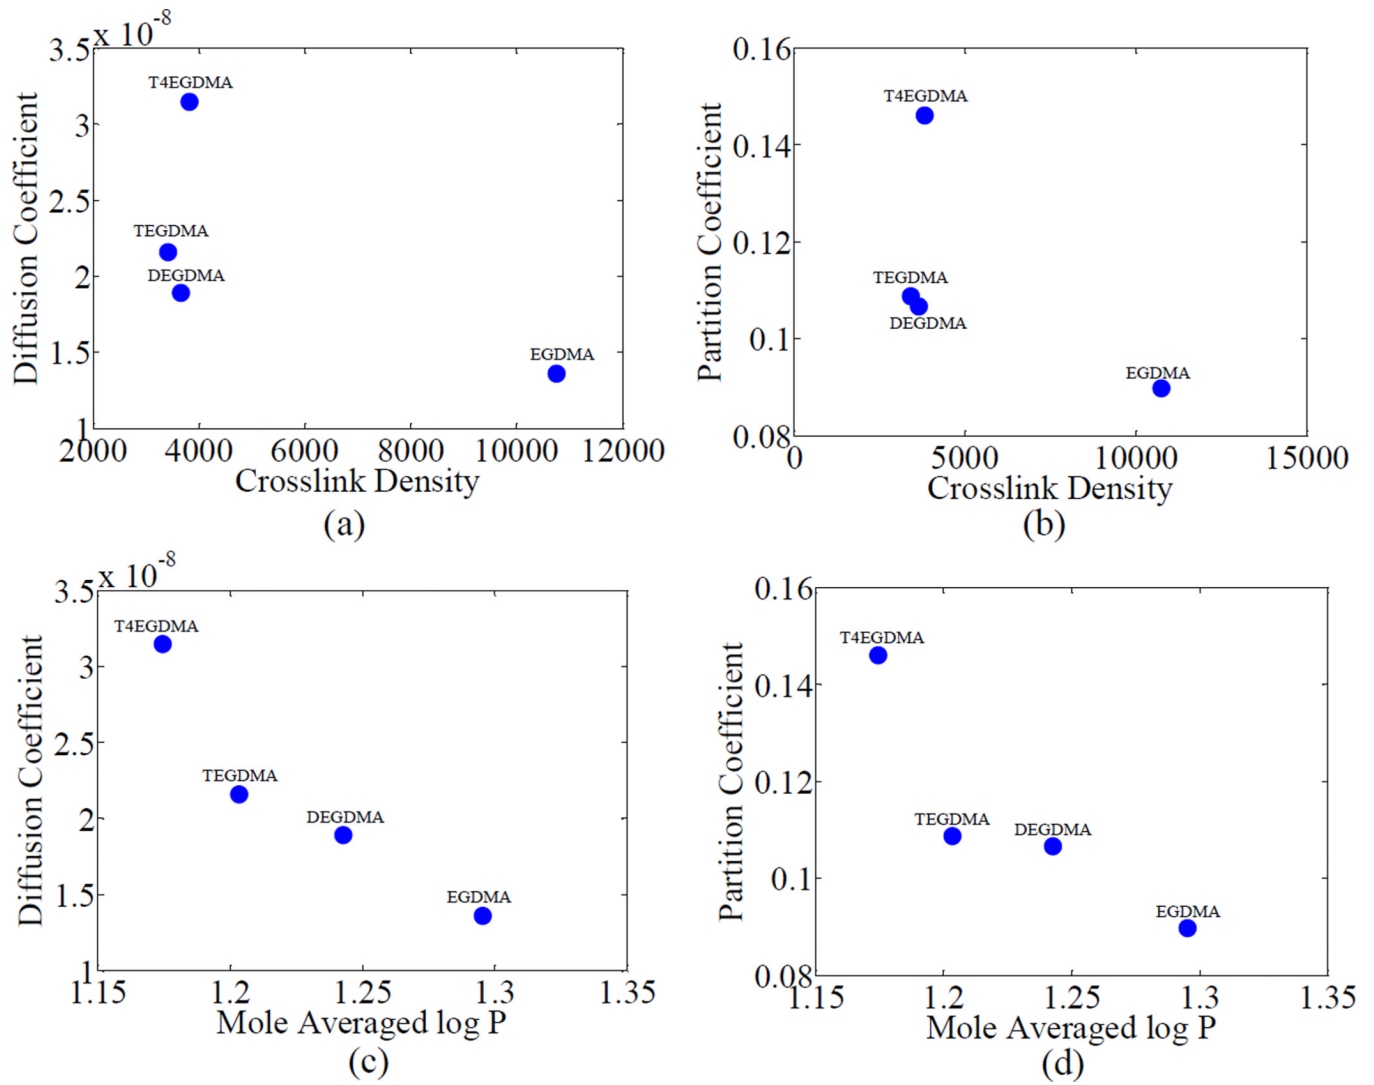 x 10-8
3.5
3
2.5
2
1.5
1
Diffusion Coefficient
T4EGDMA
TEGDMA
DEGDMA
EGDMA
2000 4000 6000 8000 10000 12000
Crosslink Density
(a)
0.16
0.14
0.12
0.1
0.08
Partition Coefficient
T4EGDMA
TEGDMA
DEGDMA
EGDMA
0 5000 10000 15000
Crosslink Density
(b)
x 10-8
3.5
3
2.5
2
1.5
1
Diffusion Coefficient
T4EGDMA
TEGDMA
DEGDMA
EGDMA
1.15 1.2 1.25 1.3 1.35
Mole Averaged log P
(c)
0.16
0.14
0.12
0.1
0.08
Partition Coefficient
T4EGDMA
TEGDMA
DEGDMA
EGDMA
1.15 1.2 1.25 1.3 1.35
Mole Averaged log P
(d)